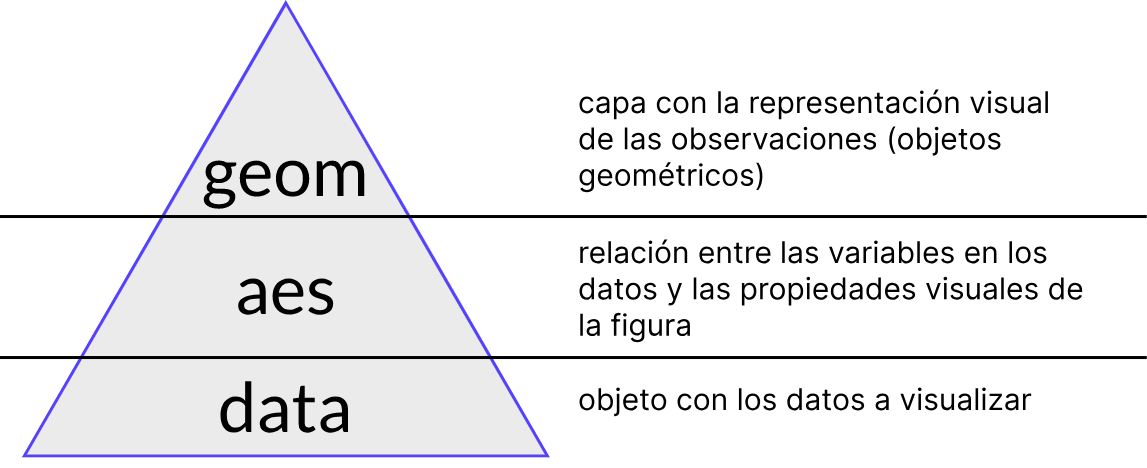 geom
capa con la representación visual
de las observaciones (objetos
geométricos)
aes
relación entre las variables en los
datos y las propiedades visuales de
la figura
data
objeto con los datos a visualizar